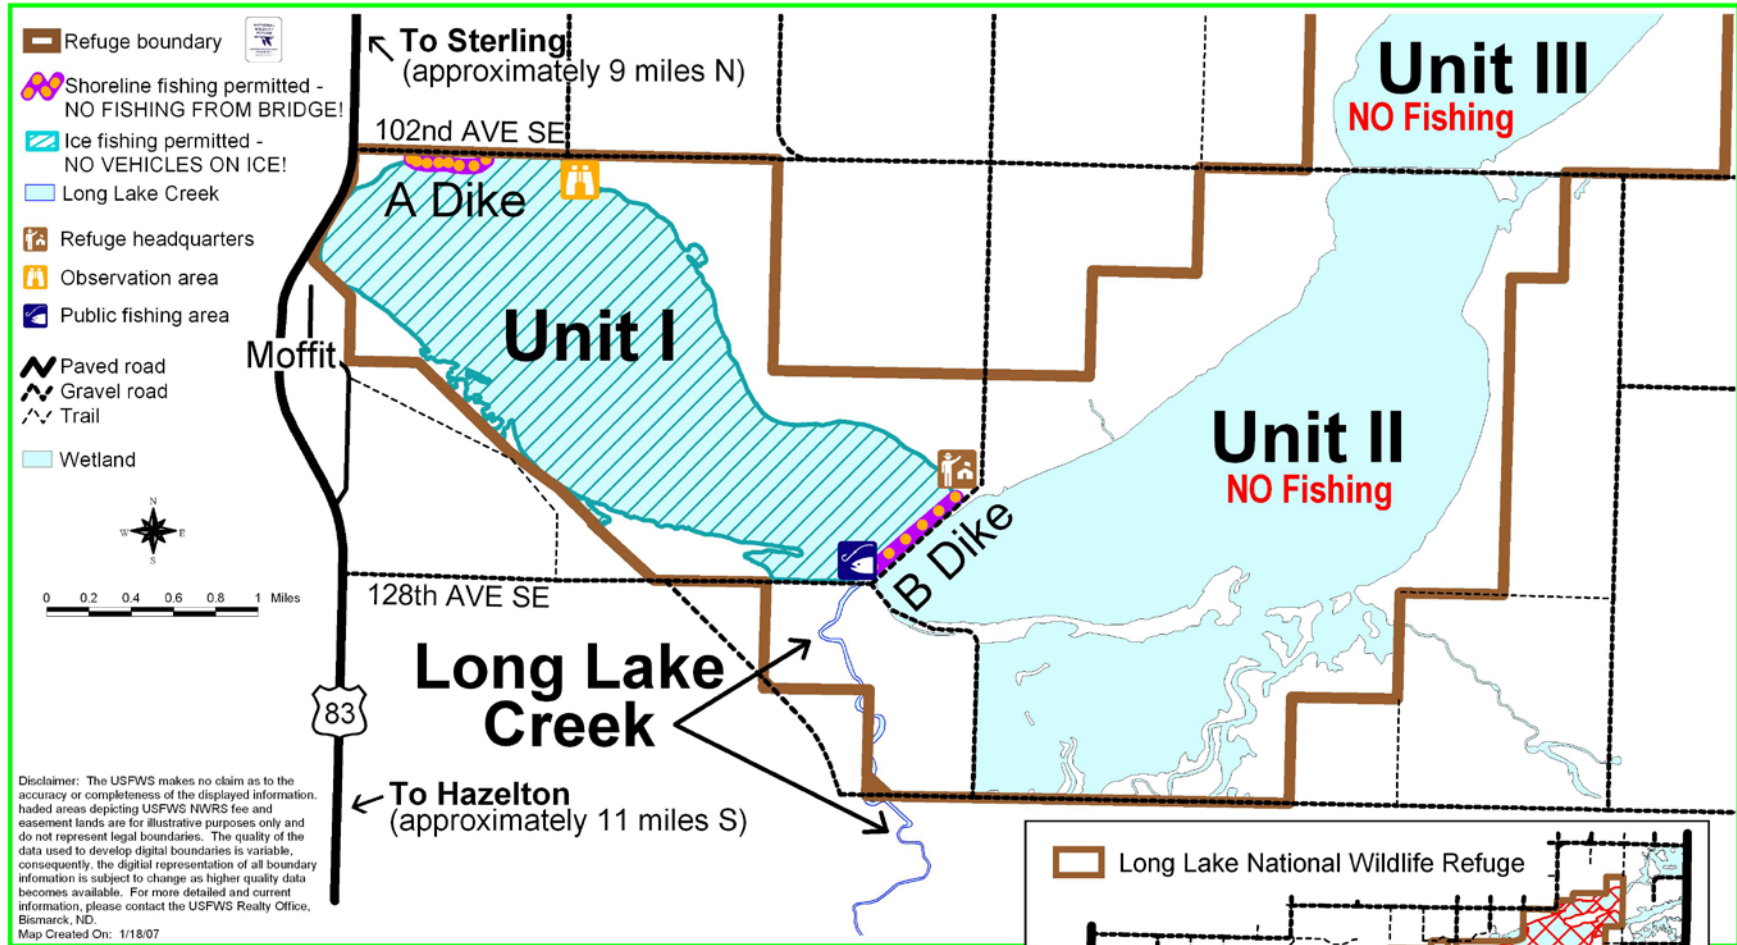 Refuge boundary
Shoreline fishing permitted -
NO FISHING FROM BRIDGE!
Ice fishing permitted -
NO VEHICLES ON ICE!
Long Lake Creek
Refuge headquarters
Observation area
Public fishing area
Paved road
Gravel road
Trail
Wetland
N
W E
S
0 0.2 0.4 0.6 0.8 1 Miles
Disclaimer: The USFWS makes no claim as to the
accuracy or completeness of the displayed information.
haded areas depicting USFWS NWRS fee and
easement lands are for illustrative purposes only and
do not represent legal boundaries. The quality of the
data used to develop digital boundaries is variable,
consequently, the digitial representation of all boundary
infomation is subject to change as higher quality data
becomes available. For more detailed and current
information, please contact the USFWS Realty Office,
Bismarck, ND.
Map Created On: 1/18/07
To Sterling
(approximately 9 miles N)
102nd AVE SE
A Dike
Unit I
Moffit
Unit III
NO Fishing
Unit II
NO Fishing
B Dike
128th AVE SE
Long Lake
Creek
83
To Hazelton
(approximately 11 miles S)
Long Lake National Wildlife Refuge